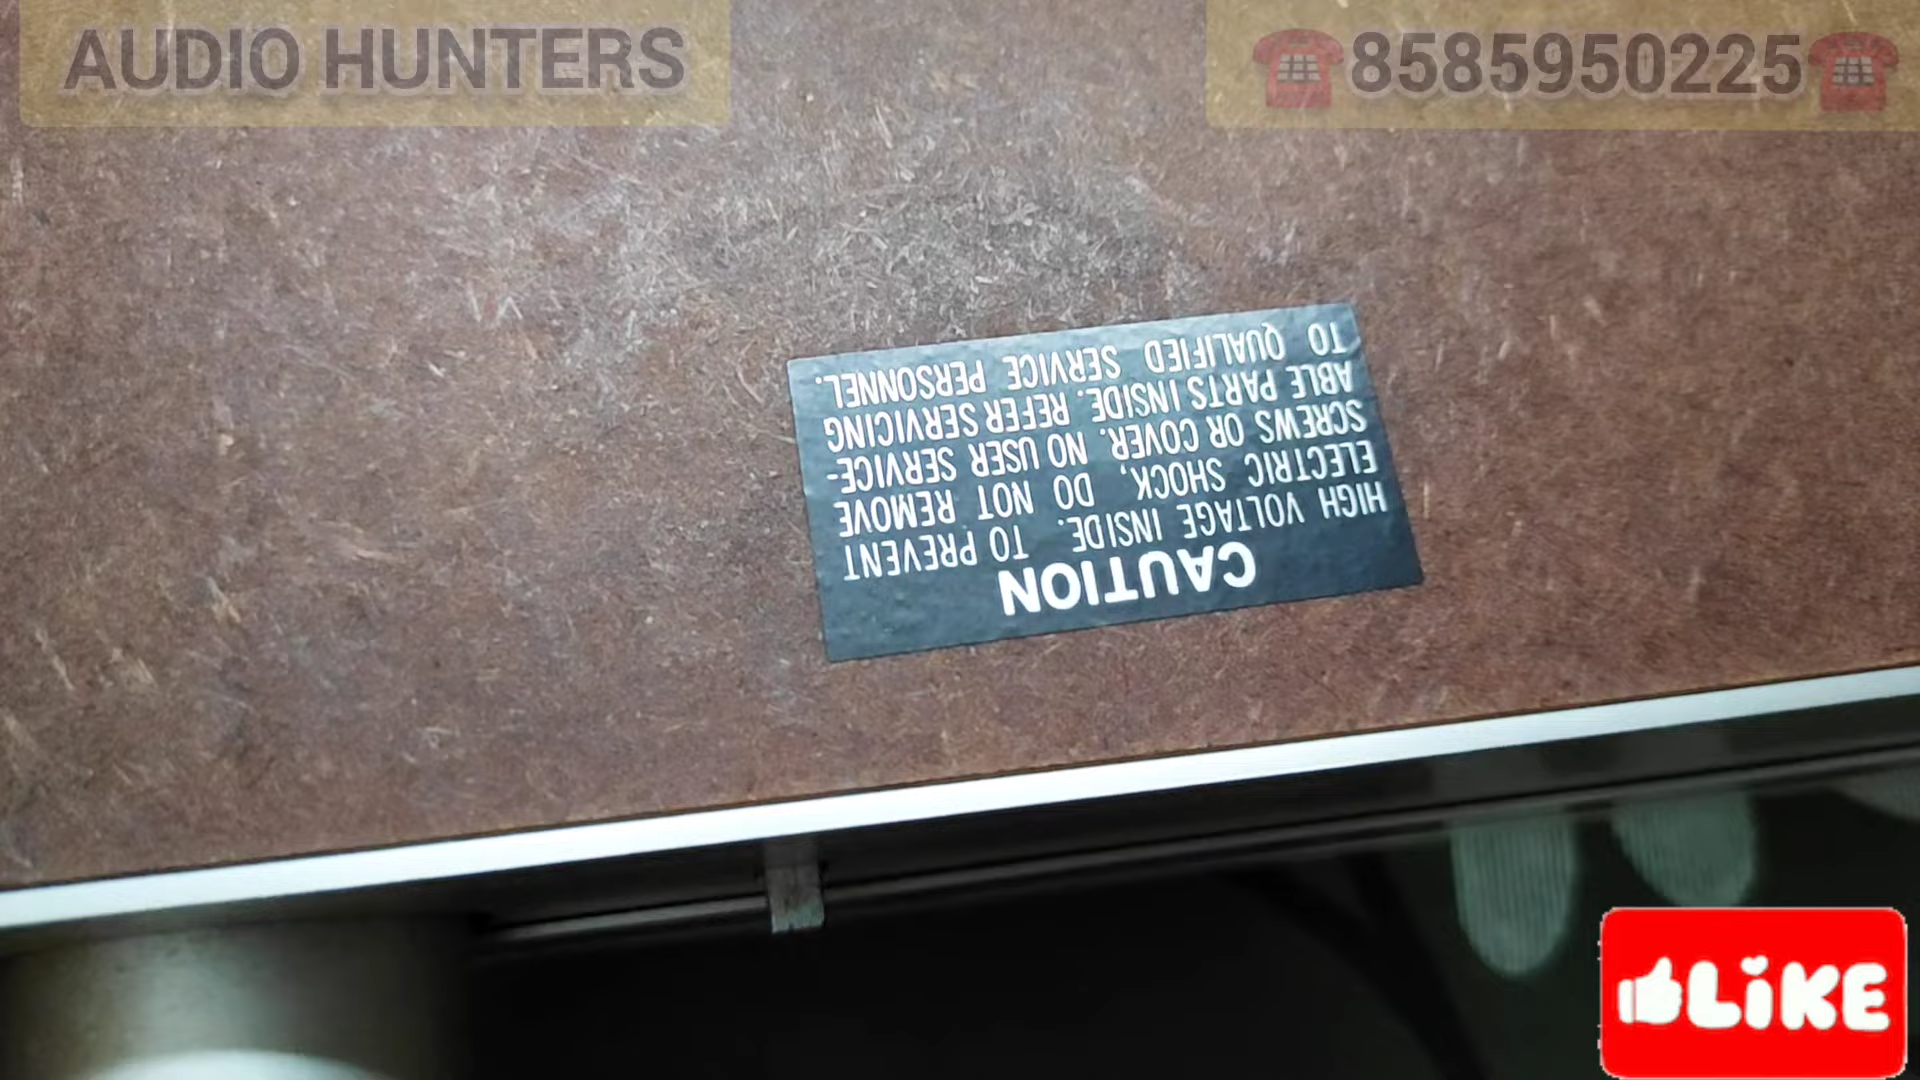 AUDIO HUNTERS
☎️8585950225☎️
CAUTION
HIGH VOLTAGE INSIDE. TO PREVENT
ELECTRIC SHOCK, DO NOT REMOVE
SCREWS OR COVER. NO USER SERVICE-
ABLE PARTS INSIDE. REFER SERVICING
TO QUALIFIED SERVICE PERSONNEL.
LiKE